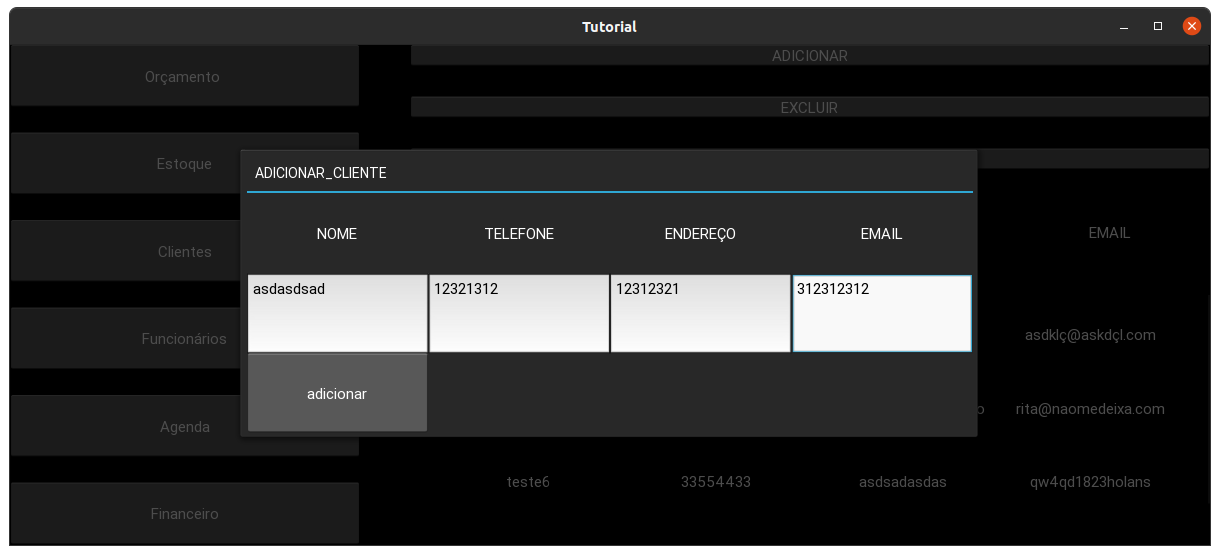 Tutorial
Orçamento
ADICIONAR
EXCLUIR
Estoque
ADICIONAR_CLIENTE
NOME TELEFONE ENDEREÇO EMAIL
EMAIL
Clientes
asdasdsad 12321312 12312321 312312312
Funcionários
asdklç@askdçl.com
adicionar
rita@naomedeixa.com
Agenda
teste6 33554433 asdsadasdas qw4qd1823holans
Financeiro